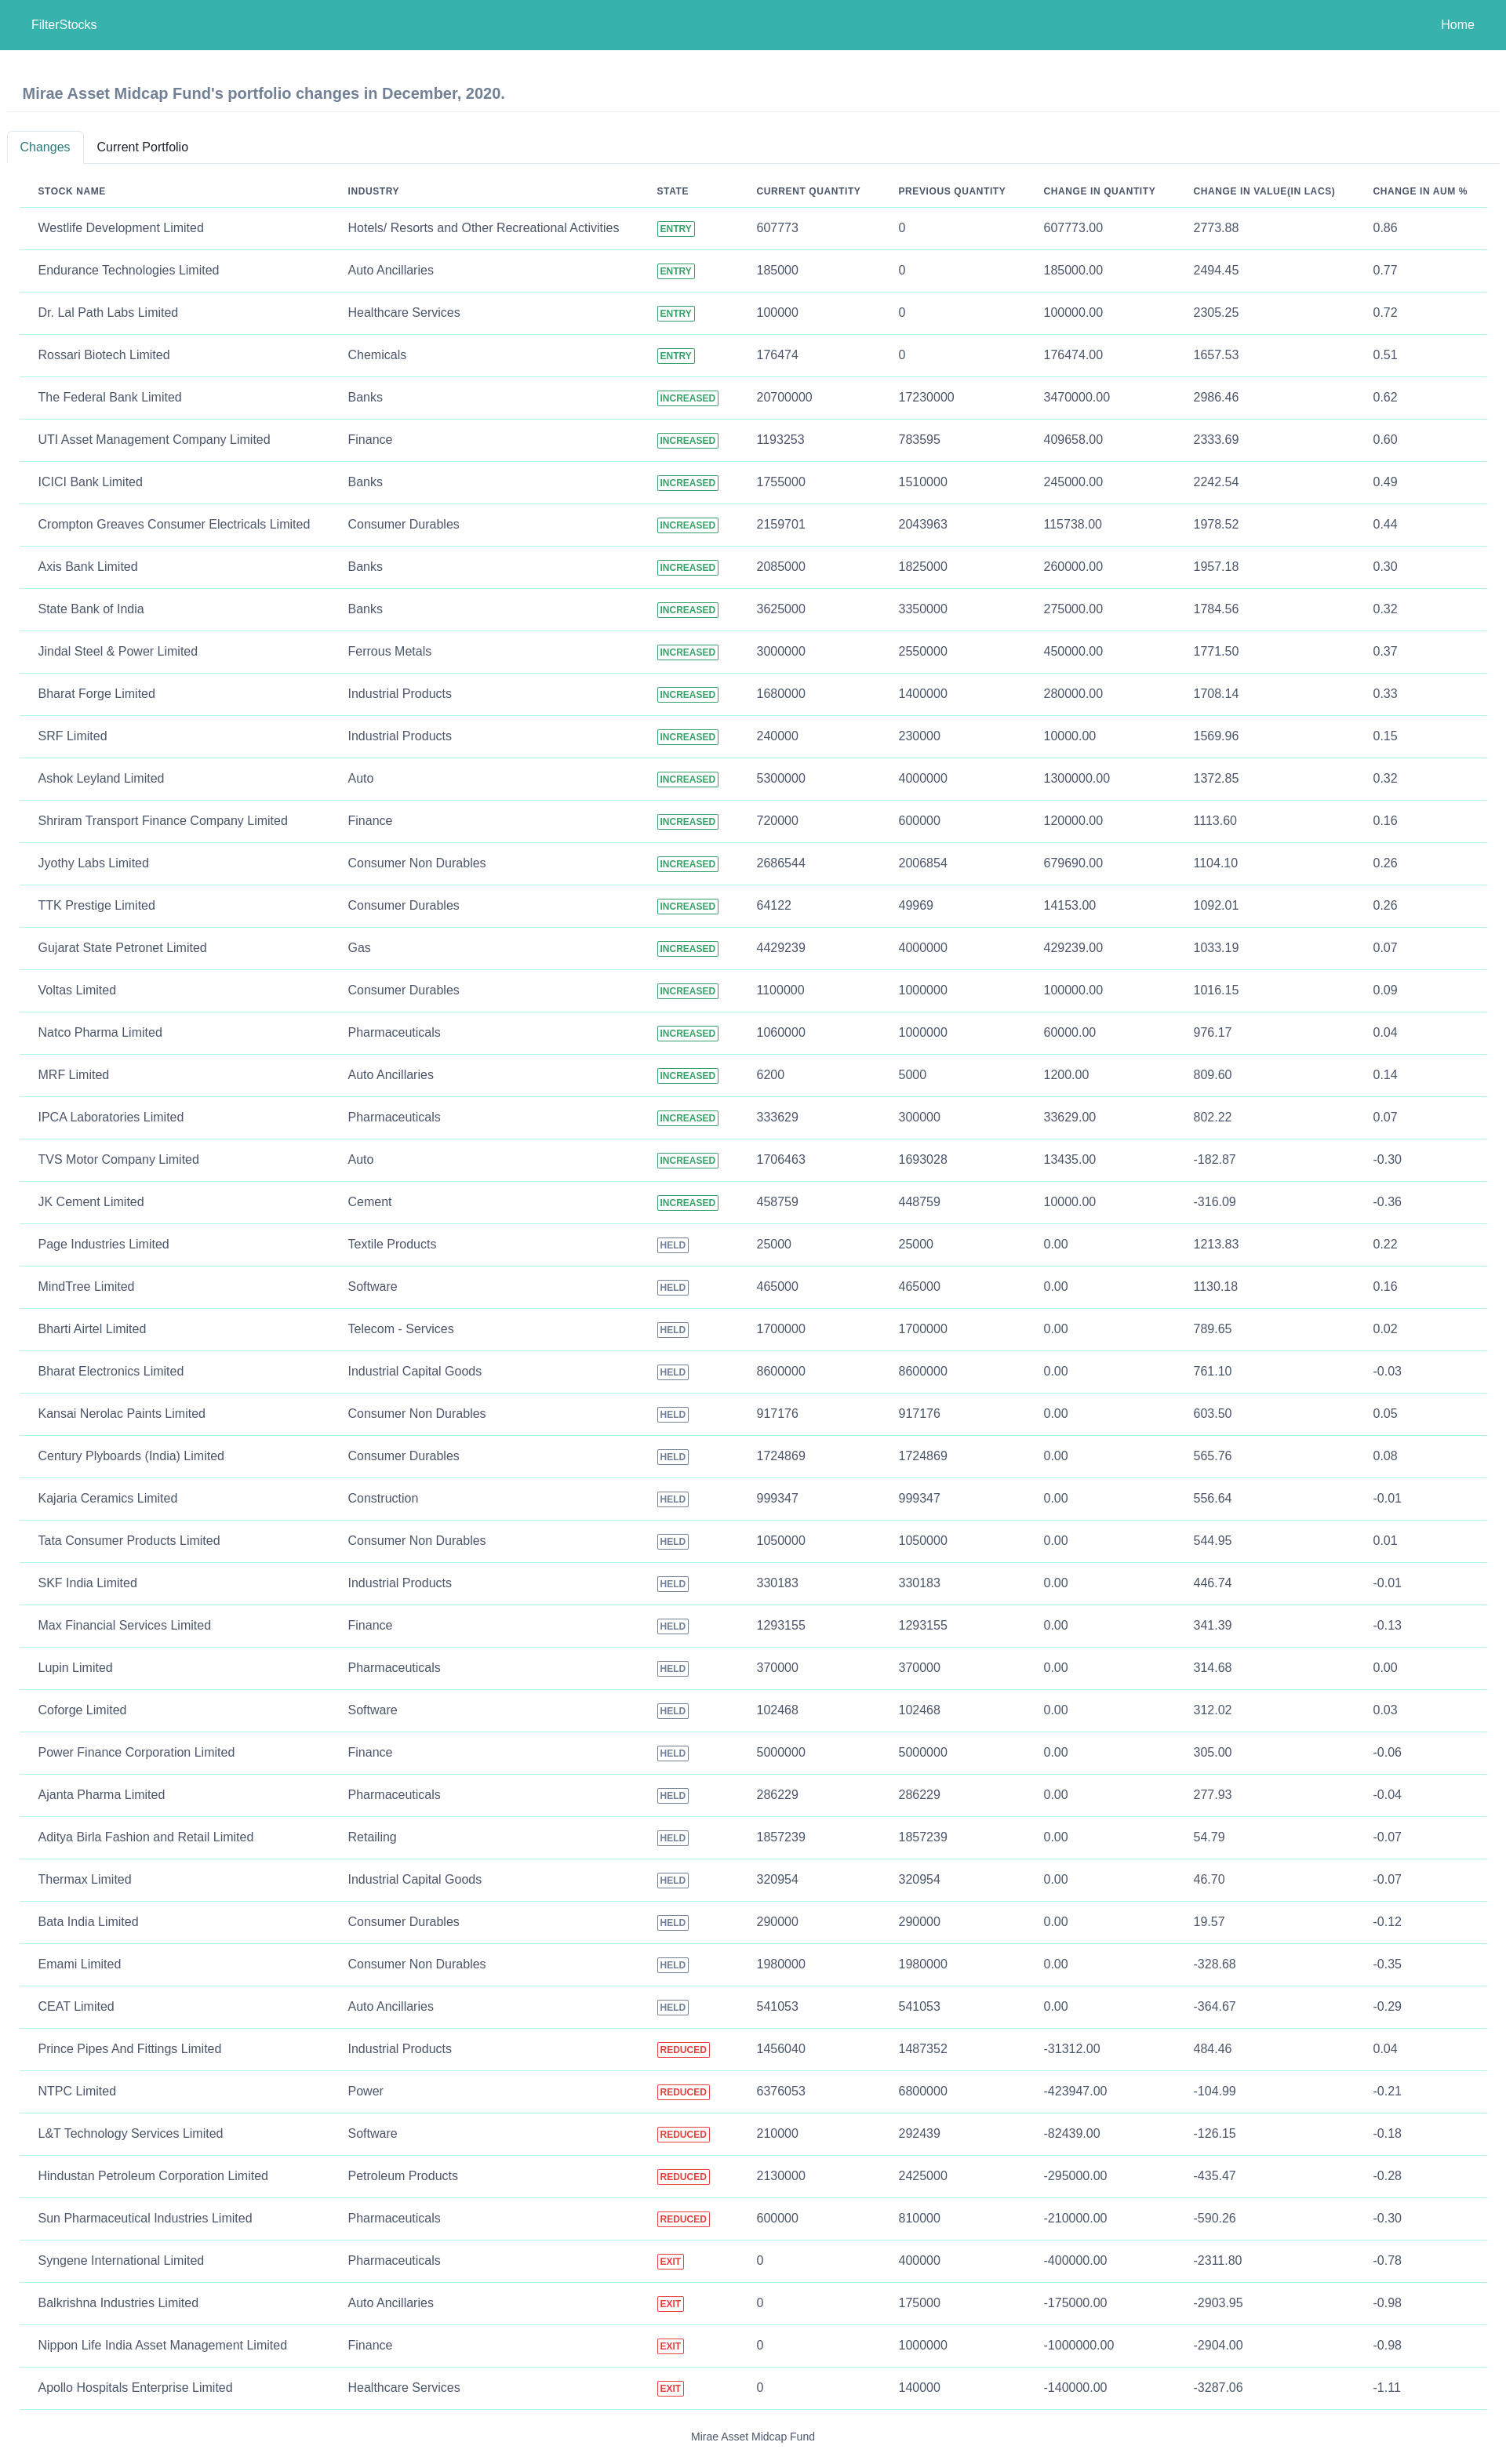 FilterStocks Home
Mirae Asset Midcap Fund's portfolio changes in December, 2020.
Changes Current Portfolio
STOCK NAME INDUSTRY STATE CURRENT QUANTITY PREVIOUS QUANTITY CHANGE IN QUANTITY CHANGE IN VALUE(IN LACS) CHANGE IN AUM %
Westlife Development Limited Hotels/ Resorts and Other Recreational Activities ENTRY 607773 0 607773.00 2773.88 0.86
Endurance Technologies Limited Auto Ancillaries ENTRY 185000 0 185000.00 2494.45 0.77
Dr. Lal Path Labs Limited Healthcare Services ENTRY 100000 0 100000.00 2305.25 0.72
Rossari Biotech Limited Chemicals ENTRY 176474 0 176474.00 1657.53 0.51
The Federal Bank Limited Banks INCREASED 20700000 17230000 3470000.00 2986.46 0.62
UTI Asset Management Company Limited Finance INCREASED 1193253 783595 409658.00 2333.69 0.60
ICICI Bank Limited Banks INCREASED 1755000 1510000 245000.00 2242.54 0.49
Crompton Greaves Consumer Electricals Limited Consumer Durables INCREASED 2159701 2043963 115738.00 1978.52 0.44
Axis Bank Limited Banks INCREASED 2085000 1825000 260000.00 1957.18 0.30
State Bank of India Banks INCREASED 3625000 3350000 275000.00 1784.56 0.32
Jindal Steel & Power Limited Ferrous Metals INCREASED 3000000 2550000 450000.00 1771.50 0.37
Bharat Forge Limited Industrial Products INCREASED 1680000 1400000 280000.00 1708.14 0.33
SRF Limited Industrial Products INCREASED 240000 230000 10000.00 1569.96 0.15
Ashok Leyland Limited Auto INCREASED 5300000 4000000 1300000.00 1372.85 0.32
Shriram Transport Finance Company Limited Finance INCREASED 720000 600000 120000.00 1113.60 0.16
Jyothy Labs Limited Consumer Non Durables INCREASED 2686544 2006854 679690.00 1104.10 0.26
TTK Prestige Limited Consumer Durables INCREASED 64122 49969 14153.00 1092.01 0.26
Gujarat State Petronet Limited Gas INCREASED 4429239 4000000 429239.00 1033.19 0.07
Voltas Limited Consumer Durables INCREASED 1100000 1000000 100000.00 1016.15 0.09
Natco Pharma Limited Pharmaceuticals INCREASED 1060000 1000000 60000.00 976.17 0.04
MRF Limited Auto Ancillaries INCREASED 6200 5000 1200.00 809.60 0.14
IPCA Laboratories Limited Pharmaceuticals INCREASED 333629 300000 33629.00 802.22 0.07
TVS Motor Company Limited Auto INCREASED 1706463 1693028 13435.00 -182.87 -0.30
JK Cement Limited Cement INCREASED 458759 448759 10000.00 -316.09 -0.36
Page Industries Limited Textile Products HELD 25000 25000 0.00 1213.83 0.22
MindTree Limited Software HELD 465000 465000 0.00 1130.18 0.16
Bharti Airtel Limited Telecom - Services HELD 1700000 1700000 0.00 789.65 0.02
Bharat Electronics Limited Industrial Capital Goods HELD 8600000 8600000 0.00 761.10 -0.03
Kansai Nerolac Paints Limited Consumer Non Durables HELD 917176 917176 0.00 603.50 0.05
Century Plyboards (India) Limited Consumer Durables HELD 1724869 1724869 0.00 565.76 0.08
Kajaria Ceramics Limited Construction HELD 999347 999347 0.00 556.64 -0.01
Tata Consumer Products Limited Consumer Non Durables HELD 1050000 1050000 0.00 544.95 0.01
SKF India Limited Industrial Products HELD 330183 330183 0.00 446.74 -0.01
Max Financial Services Limited Finance HELD 1293155 1293155 0.00 341.39 -0.13
Lupin Limited Pharmaceuticals HELD 370000 370000 0.00 314.68 0.00
Coforge Limited Software HELD 102468 102468 0.00 312.02 0.03
Power Finance Corporation Limited Finance HELD 5000000 5000000 0.00 305.00 -0.06
Ajanta Pharma Limited Pharmaceuticals HELD 286229 286229 0.00 277.93 -0.04
Aditya Birla Fashion and Retail Limited Retailing HELD 1857239 1857239 0.00 54.79 -0.07
Thermax Limited Industrial Capital Goods HELD 320954 320954 0.00 46.70 -0.07
Bata India Limited Consumer Durables HELD 290000 290000 0.00 19.57 -0.12
Emami Limited Consumer Non Durables HELD 1980000 1980000 0.00 -328.68 -0.35
CEAT Limited Auto Ancillaries HELD 541053 541053 0.00 -364.67 -0.29
Prince Pipes And Fittings Limited Industrial Products REDUCED 1456040 1487352 -31312.00 484.46 0.04
NTPC Limited Power REDUCED 6376053 6800000 -423947.00 -104.99 -0.21
L&T Technology Services Limited Software REDUCED 210000 292439 -82439.00 -126.15 -0.18
Hindustan Petroleum Corporation Limited Petroleum Products REDUCED 2130000 2425000 -295000.00 -435.47 -0.28
Sun Pharmaceutical Industries Limited Pharmaceuticals REDUCED 600000 810000 -210000.00 -590.26 -0.30
Syngene International Limited Pharmaceuticals EXIT 0 400000 -400000.00 -2311.80 -0.78
Balkrishna Industries Limited Auto Ancillaries EXIT 0 175000 -175000.00 -2903.95 -0.98
Nippon Life India Asset Management Limited Finance EXIT 0 1000000 -1000000.00 -2904.00 -0.98
Apollo Hospitals Enterprise Limited Healthcare Services EXIT 0 140000 -140000.00 -3287.06 -1.11
Mirae Asset Midcap Fund